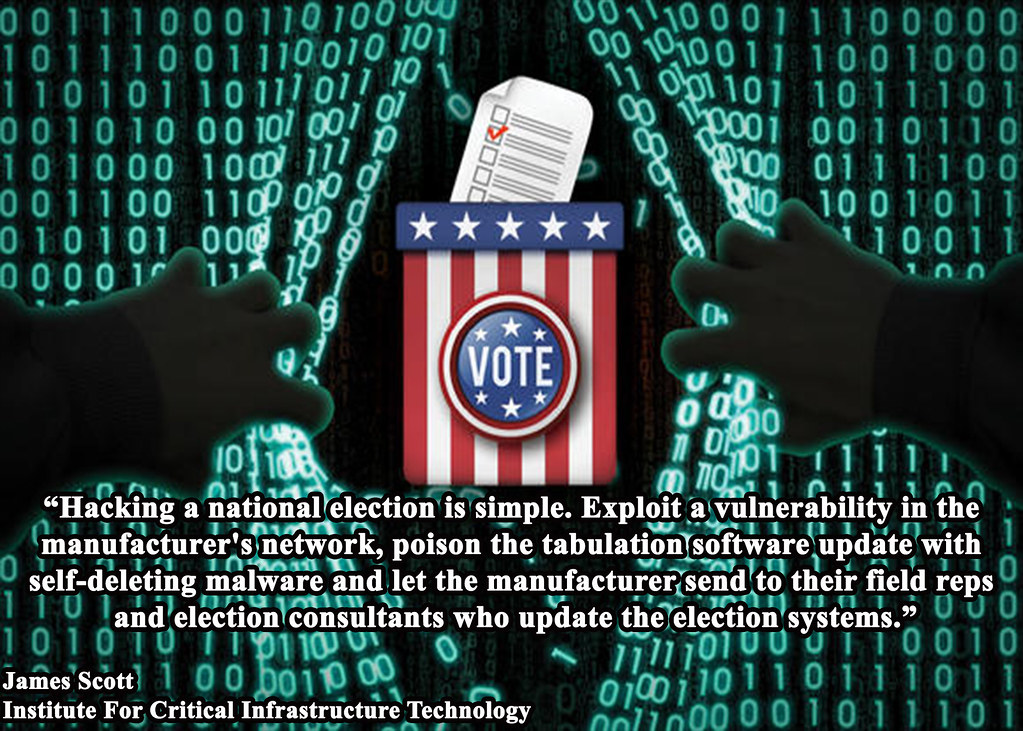 VOTE
“Hacking a national election is simple. Exploit a vulnerability in the
manufacturer's network, poison the tabulation software update with
self-deleting malware and let the manufacturer send to their field reps
and election consultants who update the election systems.”
James Scott
Institute For Critical Infrastructure Technology